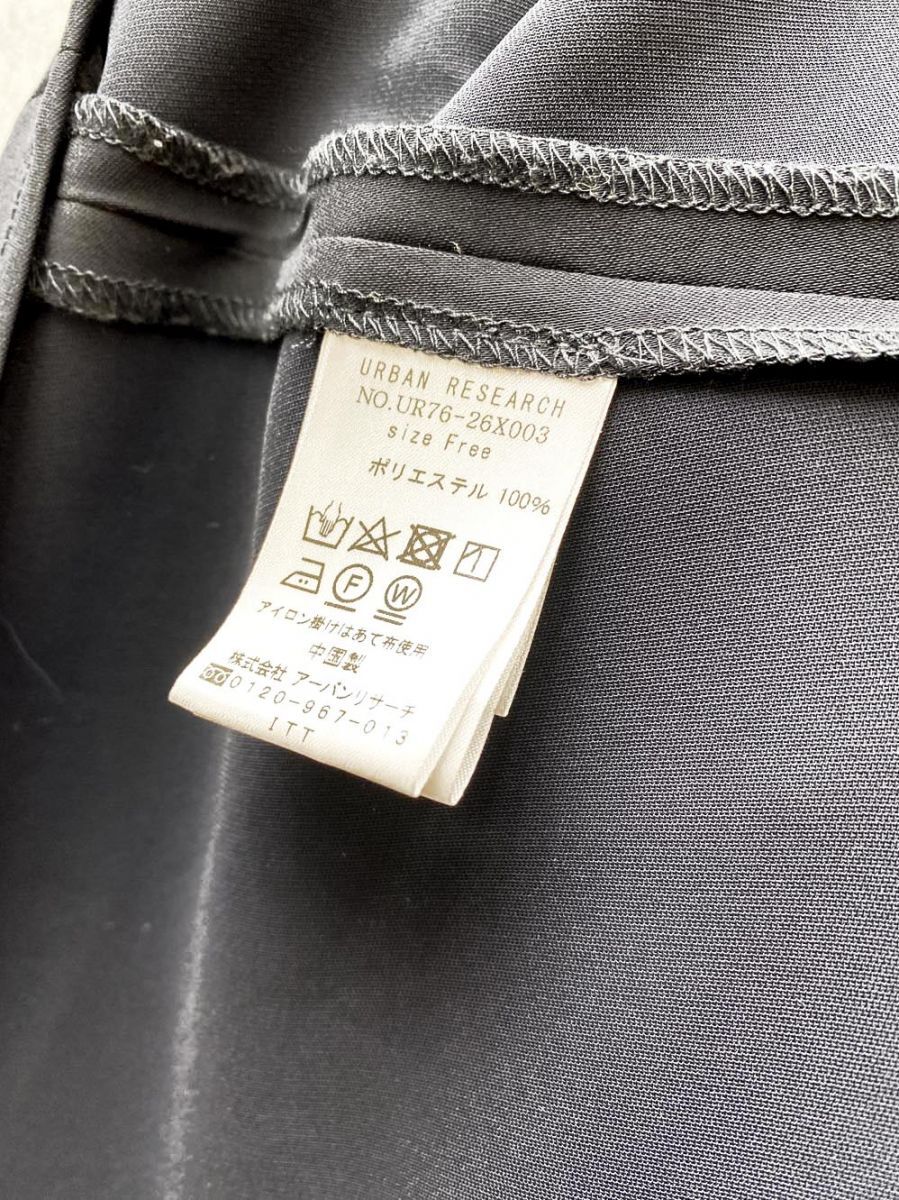 URBAN RESEARCH
NO.UR76-26X003
size Free
ポリエステル 100%
F W
アイロン掛けはあて布使用
中国製
株式会社 アーバンリサーチ
0120-967-013
ITT